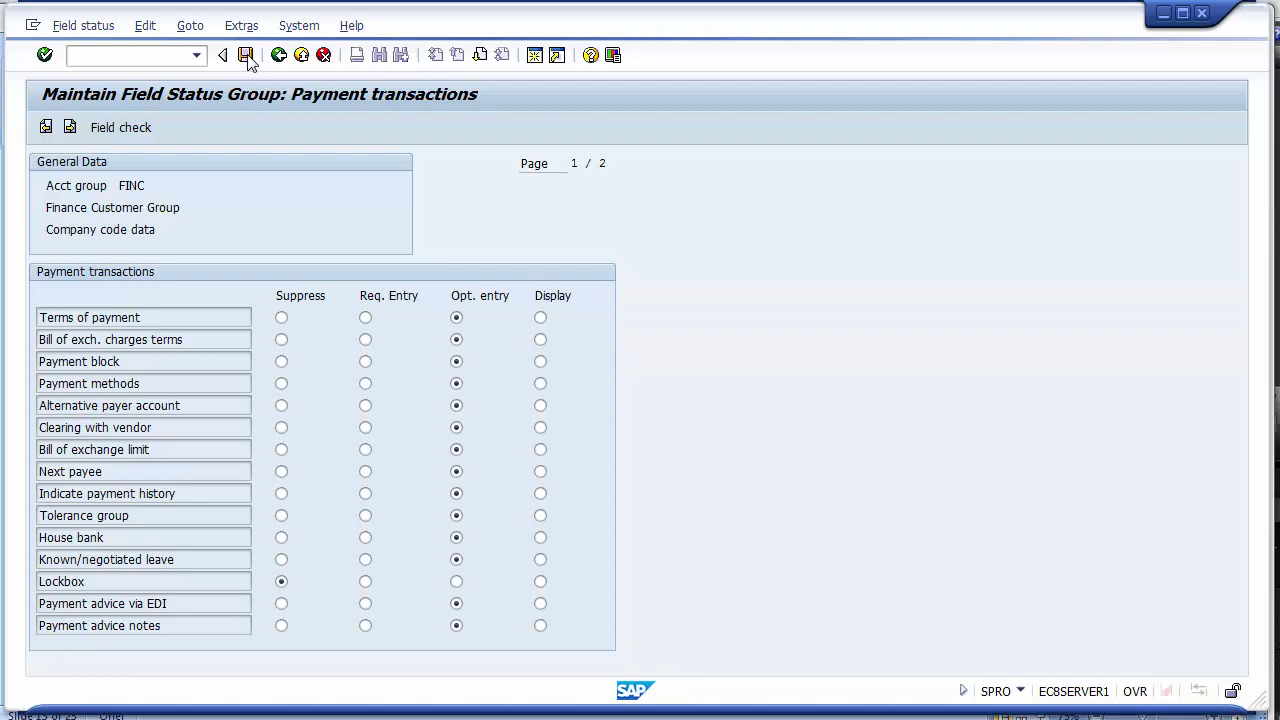 Field status Edit Goto Extras System Help
Maintain Field Status Group: Payment transactions
Field check
General Data
Page 1 / 2
Acct group FINC
Finance Customer Group
Company code data
Payment transactions
Suppress Req. Entry Opt. entry Display
Terms of payment
Bill of exch. charges terms
Payment block
Payment methods
Alternative payer account
Clearing with vendor
Bill of exchange limit
Next payee
Indicate payment history
Tolerance group
House bank
Known/negotiated leave
Lockbox
Payment advice via EDI
Payment advice notes
SAP
SPRO EC8SERVER1 OVR